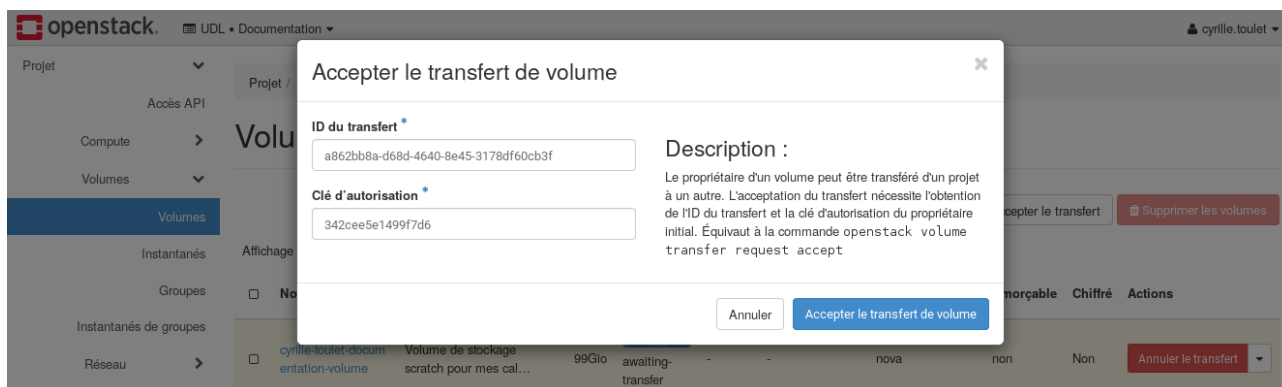 openstack.
UDL • Documentation
cyrille.toulet
Projet
Accès API
Compute
Volumes
Volumes
Instantanés
Groupes
Instantanés de groupes
Réseau
Projet /
Volu
Accepter le transfert de volume
ID du transfert *
a862bb8a-d68d-4640-8e45-3178df60cb3f
Clé d'autorisation *
342cee5e1499f7d6
Description :
Le propriétaire d'un volume peut être transféré d'un projet
à un autre. L'acceptation du transfert nécessite l'obtention
de l'ID du transfert et la clé d'autorisation du propriétaire
initial. Équivaut à la commande openstack volume
transfer request accept
Annuler
Accepter le transfert de volume
cepter le transfert
Supprimer les volumes
Affichage
No
morçable
Chiffré
Actions
cyrille-toulet-docum
entation-volume
Volume de stockage
scratch pour mes cal...
99Gio
awaiting-
transfer
-
-
nova
non
Non
Annuler le transfert